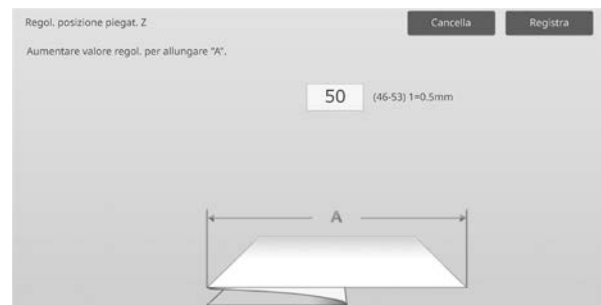 Regol. posizione piegat. Z
Cancella
Registra
Aumentare valore regol. per allungare "A".
50
(46-53) 1=0.5mm
A